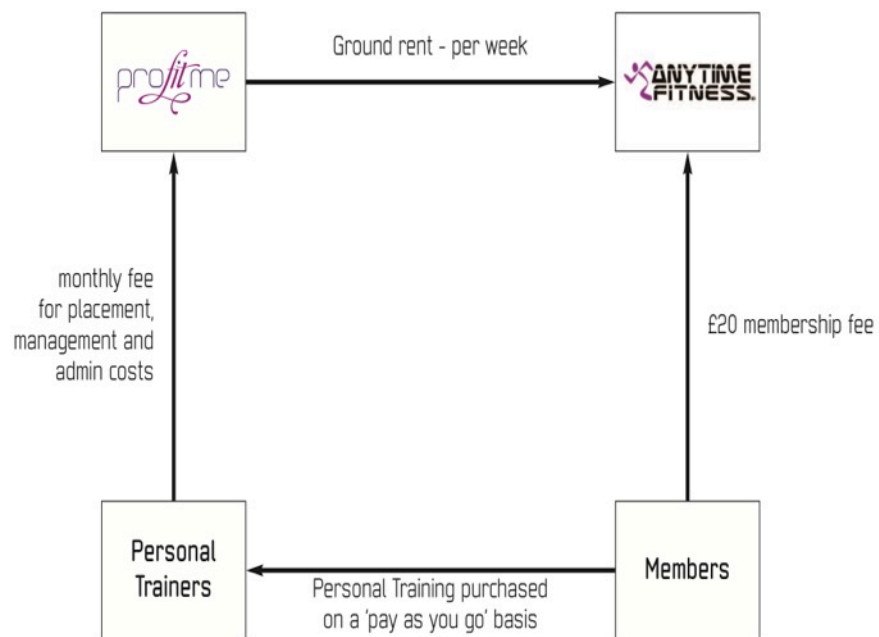 Ground rent - per week
profitme
ANYTIME
FITNESS
monthly fee
for placement,
management and
admin costs
£20 membership fee
Personal
Trainers
Members
Personal Training purchased
on a 'pay as you go' basis